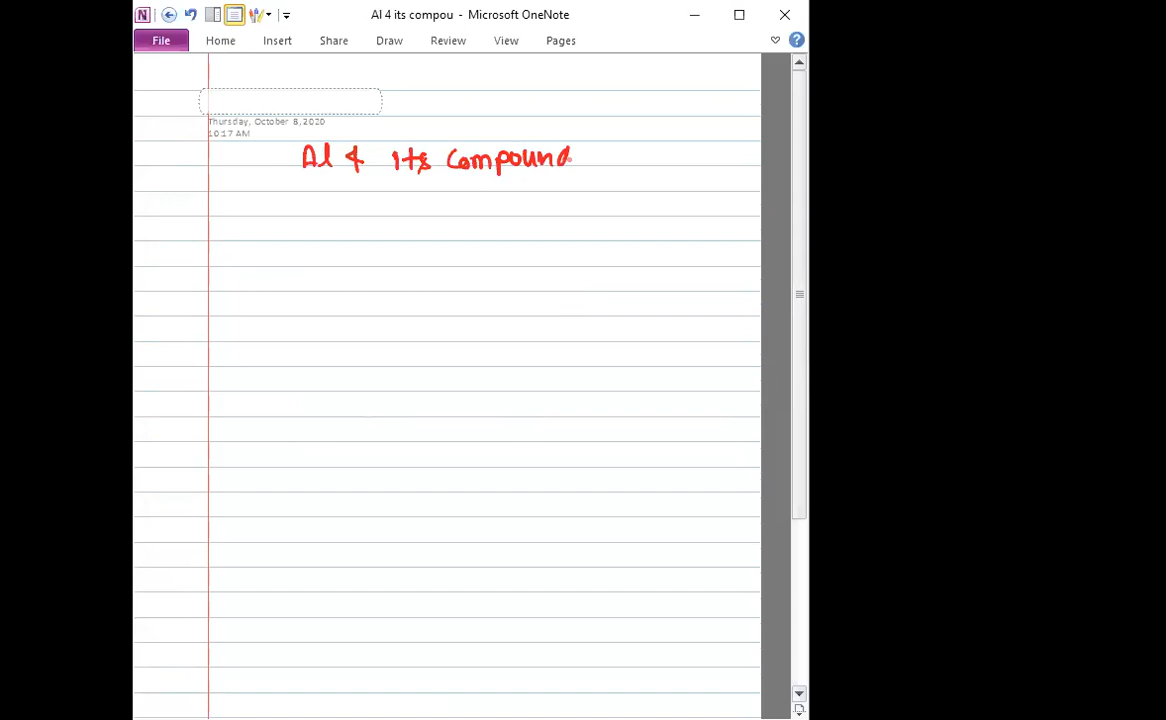 Al 4 its compou - Microsoft OneNote
File Home Insert Share Draw Review View Pages
Thursday, October 8, 2020
10:17 AM
Al & its Compound